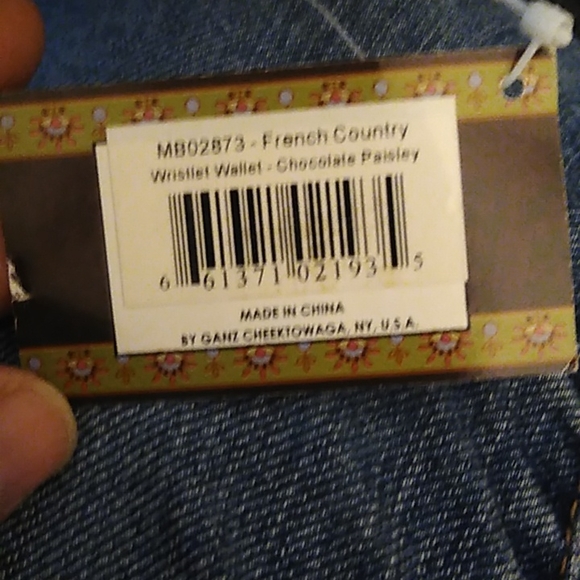 MB02873 - French Country
Wristlet Wallet - Chocolate Paisley
6 61371 02193 5
MADE IN CHINA
BY GANZ CHEEKTOWAGA, NY, U.S.A.